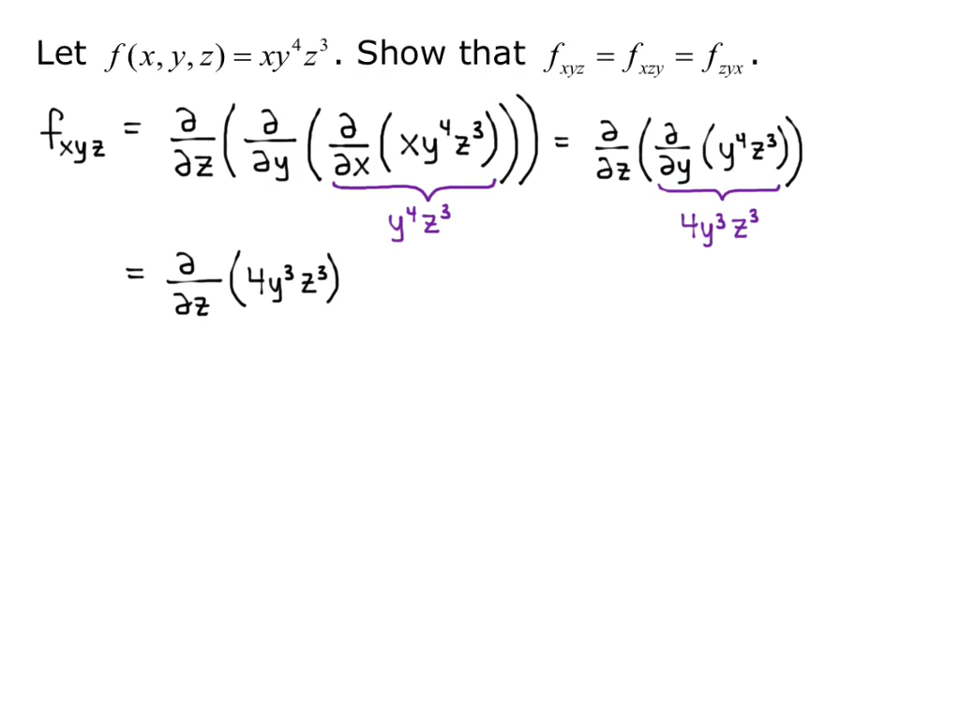 Let f(x, y, z) = xy⁴z³. Show that f_xyz = f_xzy = f_zyx.
f_xyz = ∂/∂z (∂/∂y (∂/∂x (xy⁴z³))) = ∂/∂z (∂/∂y (y⁴z³))
y⁴z³ 4y³z³
= ∂/∂z (4y³z³)